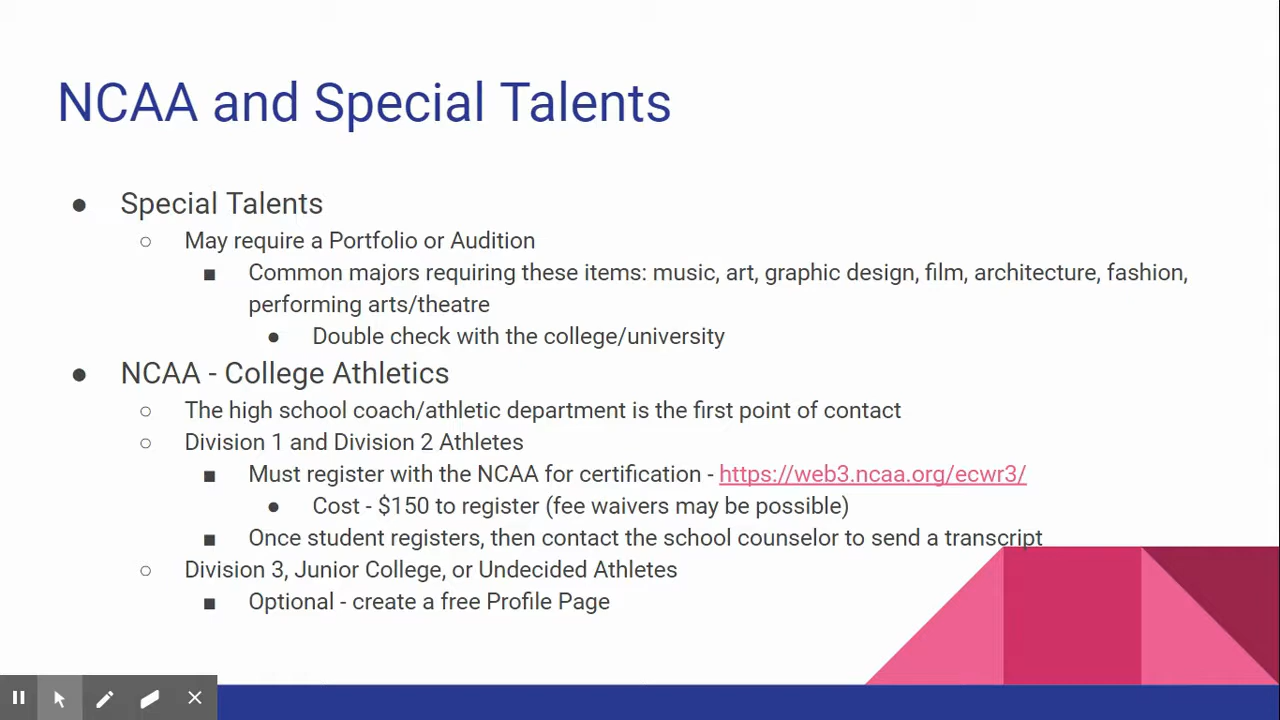 NCAA and Special Talents
● Special Talents
○ May require a Portfolio or Audition
■ Common majors requiring these items: music, art, graphic design, film, architecture, fashion,
performing arts/theatre
● Double check with the college/university
● NCAA - College Athletics
○ The high school coach/athletic department is the first point of contact
○ Division 1 and Division 2 Athletes
■ Must register with the NCAA for certification - https://web3.ncaa.org/ecwr3/
● Cost - $150 to register (fee waivers may be possible)
■ Once student registers, then contact the school counselor to send a transcript
○ Division 3, Junior College, or Undecided Athletes
■ Optional - create a free Profile Page